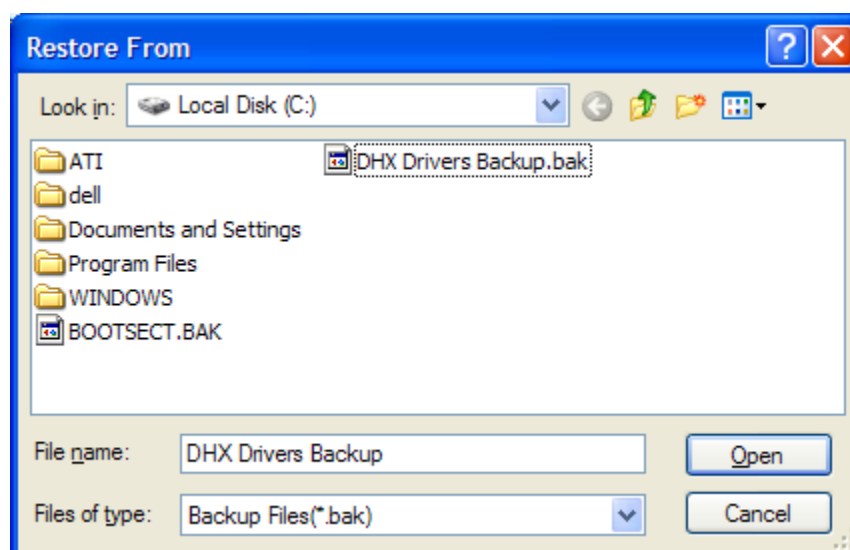 Restore From
Look in: Local Disk (C:)
ATI
dell
Documents and Settings
Program Files
WINDOWS
BOOTSECT.BAK
DHX Drivers Backup.bak
File name: DHX Drivers Backup Open
Files of type: Backup Files(*.bak) Cancel